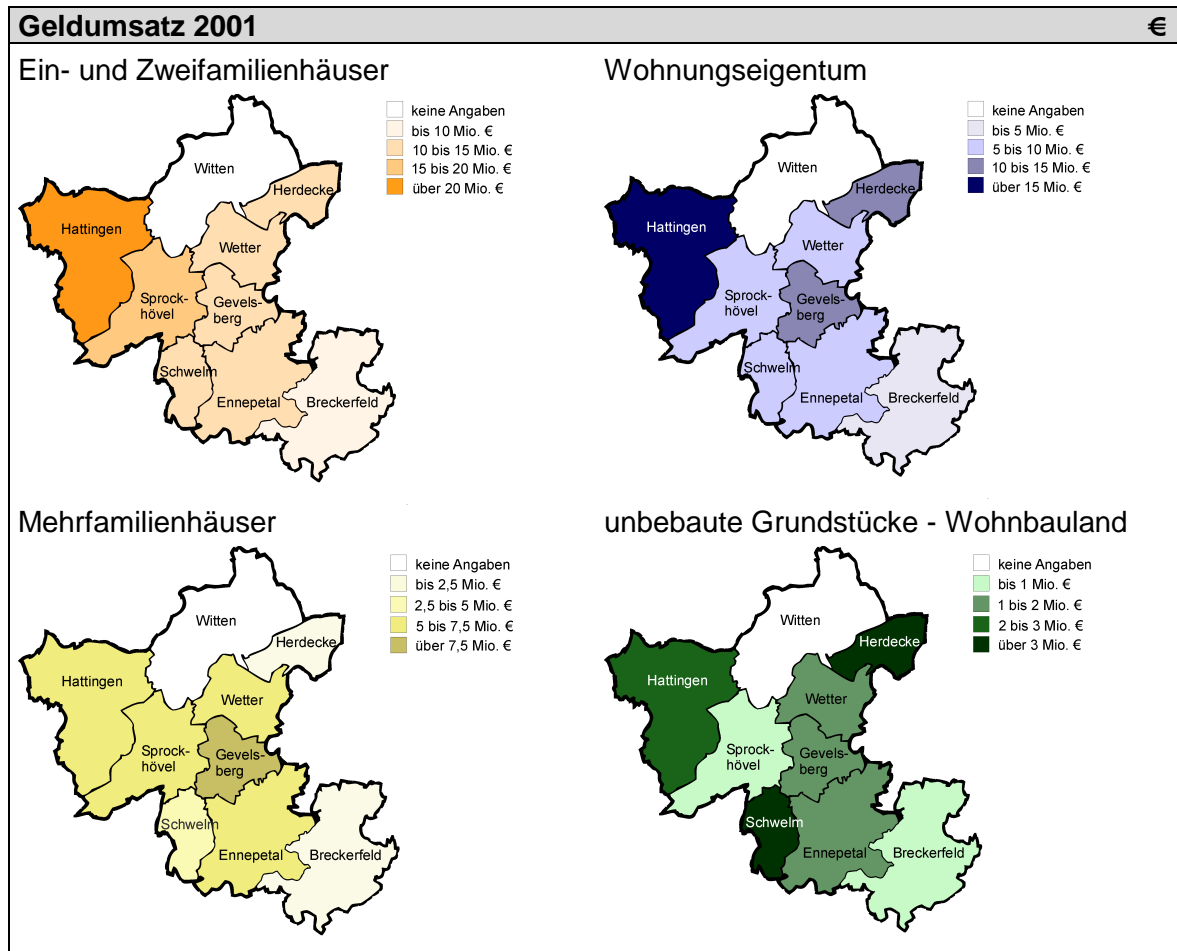 Geldumsatz 2001 €
Ein- und Zweifamilienhäuser
keine Angaben
bis 10 Mio. €
10 bis 15 Mio. €
15 bis 20 Mio. €
über 20 Mio. €
Witten
Herdecke
Hattingen
Wetter
Sprock-
hövel
Gevels-
berg
Schwelm
Ennepetal
Breckerfeld
Wohnungseigentum
keine Angaben
bis 5 Mio. €
5 bis 10 Mio. €
10 bis 15 Mio. €
über 15 Mio. €
Witten
Herdecke
Hattingen
Wetter
Sprock-
hövel
Gevels-
berg
Schwelm
Ennepetal
Breckerfeld
Mehrfamilienhäuser
keine Angaben
bis 2,5 Mio. €
2,5 bis 5 Mio. €
5 bis 7,5 Mio. €
über 7,5 Mio. €
Witten
Herdecke
Hattingen
Wetter
Sprock-
hövel
Gevels-
berg
Schwelm
Ennepetal
Breckerfeld
unbebaute Grundstücke - Wohnbauland
keine Angaben
bis 1 Mio. €
1 bis 2 Mio. €
2 bis 3 Mio. €
über 3 Mio. €
Witten
Herdecke
Hattingen
Wetter
Sprock-
hövel
Gevels-
berg
Schwelm
Ennepetal
Breckerfeld